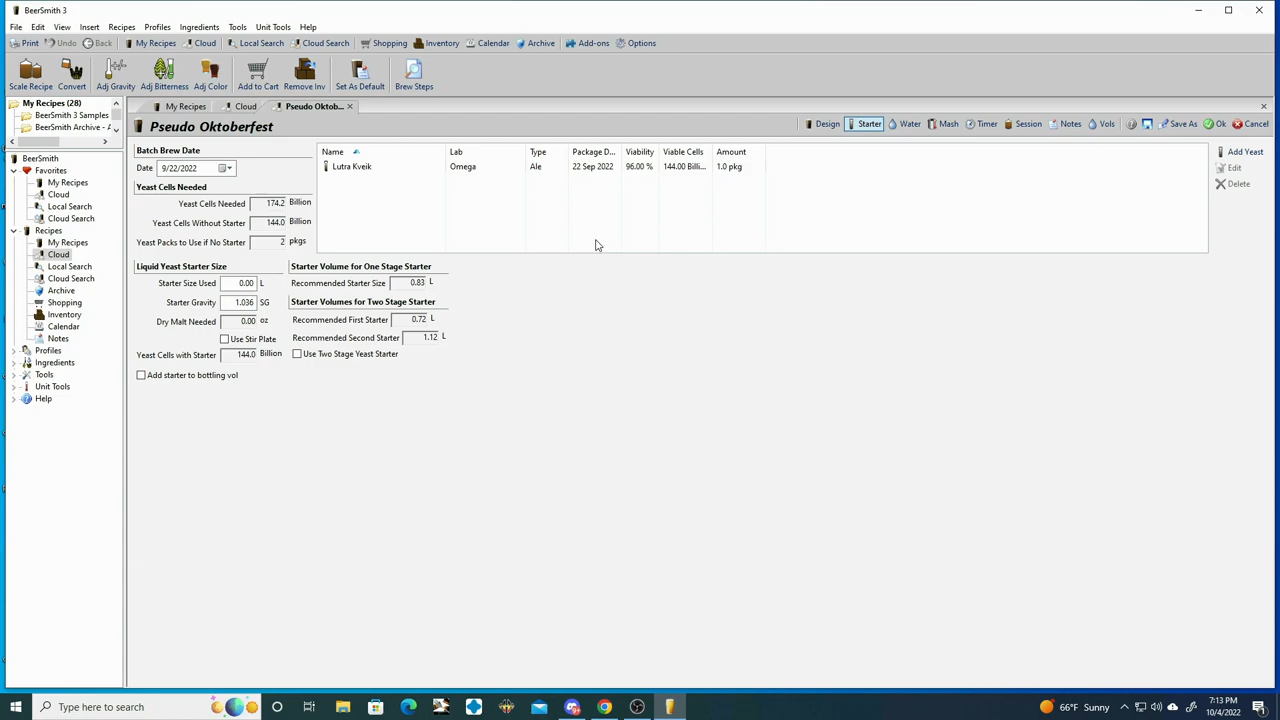 BeerSmith 3
File Edit View Insert Recipes Profiles Ingredients Tools Unit Tools Help
Print Undo Back My Recipes Cloud Local Search Cloud Search Shopping Inventory Calendar Archive Add-ons Options
Scale Recipe Convert Adj Gravity Adj Bitterness Adj Color Add to Cart Remove Inv Set As Default Brew Steps
My Recipes (28)
BeerSmith 3 Samples
BeerSmith Archive - A
My Recipes Cloud Pseudo Oktob...
Pseudo Oktoberfest
Design Starter Water Mash Timer Session Notes Vols Save As Ok Cancel
BeerSmith
Favorites
My Recipes
Cloud
Local Search
Cloud Search
Recipes
My Recipes
Cloud
Local Search
Cloud Search
Archive
Shopping
Inventory
Calendar
Notes
Profiles
Ingredients
Tools
Unit Tools
Help
Batch Brew Date
Date 9/22/2022
Yeast Cells Needed
Yeast Cells Needed 174.2 Billion
Yeast Cells Without Starter 144.0 Billion
Yeast Packs to Use if No Starter 2 pkgs
Name Lab Type Package D... Viability Viable Cells Amount
Lutra Kveik Omega Ale 22 Sep 2022 96.00 % 144.00 Billi... 1.0 pkg
Add Yeast
Edit
Delete
Liquid Yeast Starter Size
Starter Size Used 0.00 L
Starter Gravity 1.036 SG
Dry Malt Needed 0.00 oz
Use Stir Plate
Yeast Cells with Starter 144.0 Billion
Add starter to bottling vol
Starter Volume for One Stage Starter
Recommended Starter Size 0.83 L
Starter Volumes for Two Stage Starter
Recommended First Starter 0.72 L
Recommended Second Starter 1.12 L
Use Two Stage Yeast Starter
Type here to search
66°F Sunny
7:13 PM
10/4/2022